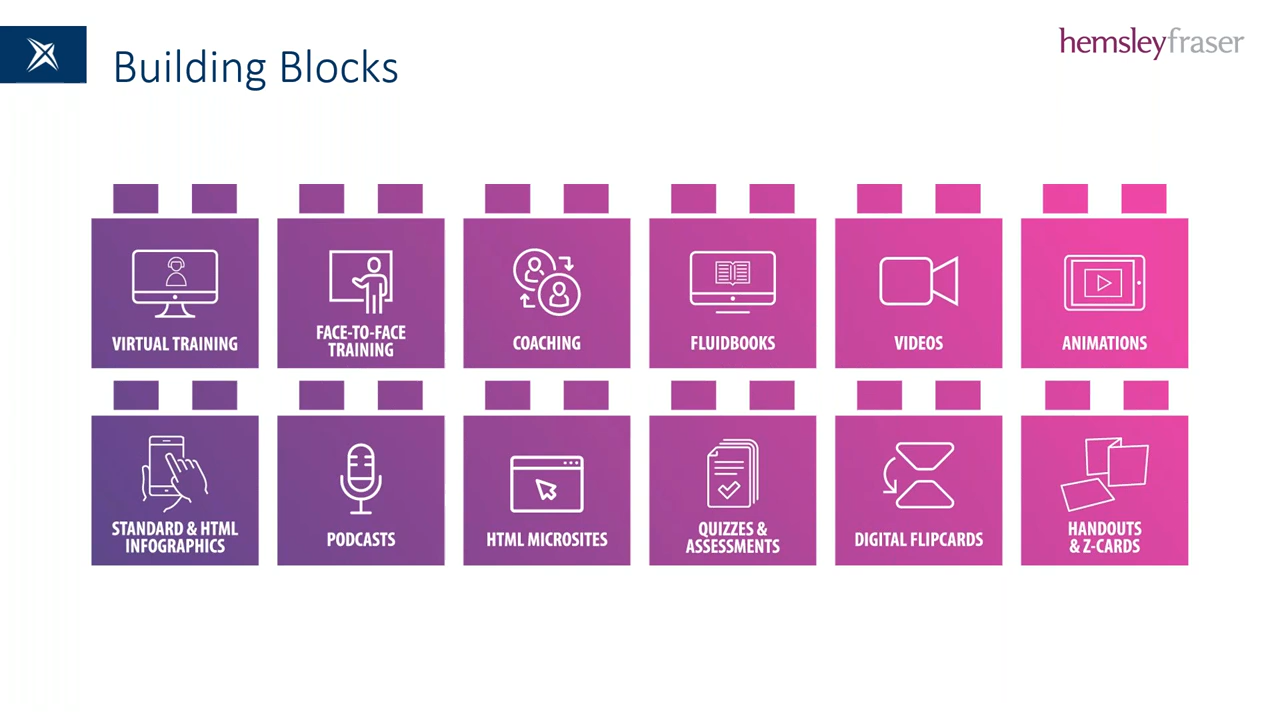 Building Blocks
hemsleyfraser
VIRTUAL TRAINING
FACE-TO-FACE
TRAINING
COACHING
FLUIDBOOKS
VIDEOS
ANIMATIONS
STANDARD & HTML
INFOGRAPHICS
PODCASTS
HTML MICROSITES
QUIZZES &
ASSESSMENTS
DIGITAL FLIPCARDS
HANDOUTS
& Z-CARDS